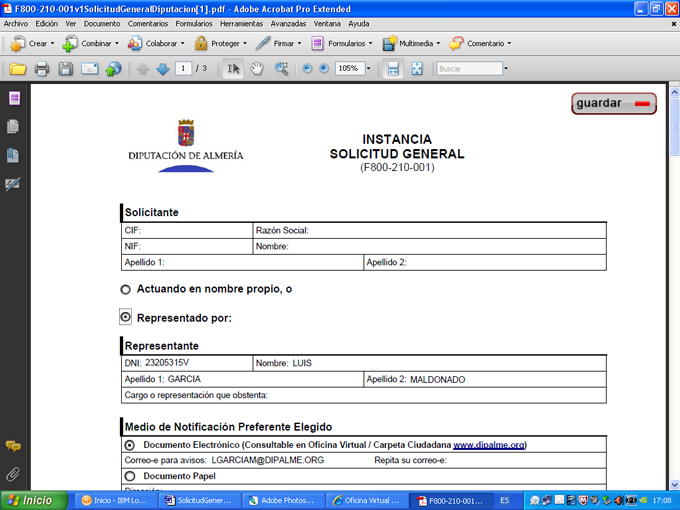 F800-210-001v1SolicitudGeneralDiputacion[1].pdf - Adobe Acrobat Pro Extended
Archivo Edición Ver Documento Comentarios Formularios Herramientas Avanzadas Ventana Ayuda
Crear Combinar Colaborar Proteger Firmar Formularios Multimedia Comentario
1 / 3 105% Buscar
guardar
DIPUTACIÓN DE ALMERÍA
INSTANCIA
SOLICITUD GENERAL
(F800-210-001)
Solicitante
CIF: Razón Social:
NIF: Nombre:
Apellido 1: Apellido 2:
Actuando en nombre propio, o
Representado por:
Representante
DNI: 23205315V Nombre: LUIS
Apellido 1: GARCIA Apellido 2: MALDONADO
Cargo o representación que obstenta:
Medio de Notificación Preferente Elegido
Documento Electrónico (Consultable en Oficina Virtual / Carpeta Ciudadana www.dipalme.org)
Correo-e para avisos: LGARCIAM@DIPALME.ORG Repita su correo-e:
Documento Papel
Inicio Inicio - IBM Lo... SolicitudGener... Adobe Photos... Oficina Virtual ... F800-210-001... ES 17:08